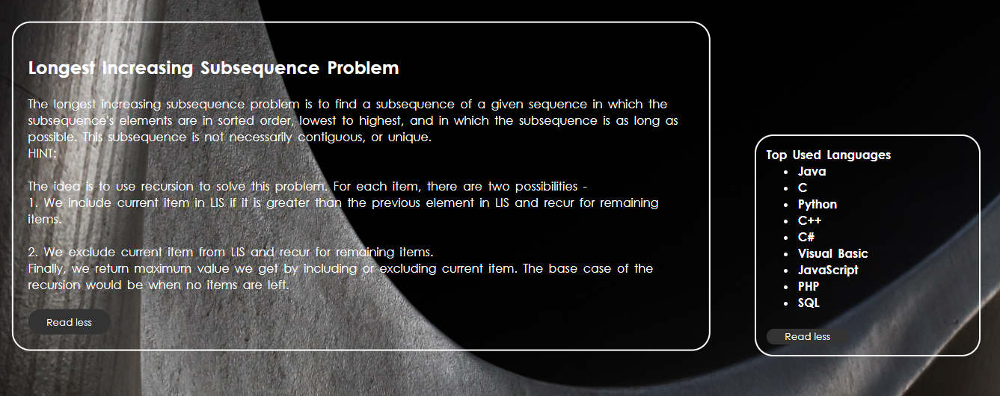 Longest Increasing Subsequence Problem
The longest increasing subsequence problem is to find a subsequence of a given sequence in which the
subsequence's elements are in sorted order, lowest to highest, and in which the subsequence is as long as
possible. This subsequence is not necessarily contiguous, or unique.
HINT:
The idea is to use recursion to solve this problem. For each item, there are two possibilities -
1. We include current item in LIS if it is greater than the previous element in LIS and recur for remaining
items.
2. We exclude current item from LIS and recur for remaining items.
Finally, we return maximum value we get by including or excluding current item. The base case of the
recursion would be when no items are left.
Read less
Top Used Languages
• Java
• C
• Python
• C++
• C#
• Visual Basic
• JavaScript
• PHP
• SQL
Read less